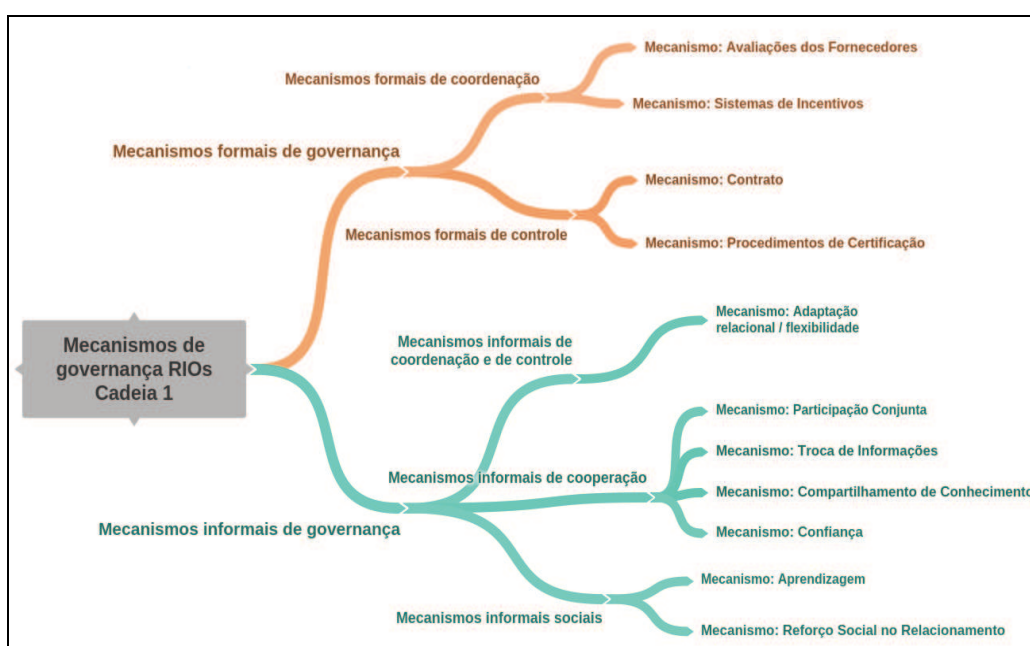 Mecanismo: Avaliações dos Fornecedores
Mecanismos formais de coordenação
Mecanismo: Sistemas de Incentivos
Mecanismos formais de governança
Mecanismo: Contrato
Mecanismos formais de controle
Mecanismo: Procedimentos de Certificação
Mecanismos de
governança RIOs
Cadeia 1
Mecanismo: Adaptação
relacional / flexibilidade
Mecanismos informais de
coordenação e de controle
Mecanismo: Participação Conjunta
Mecanismo: Troca de Informações
Mecanismos informais de cooperação
Mecanismo: Compartilhamento de Conhecimento
Mecanismo: Confiança
Mecanismos informais de governança
Mecanismo: Aprendizagem
Mecanismos informais sociais
Mecanismo: Reforço Social no Relacionamento